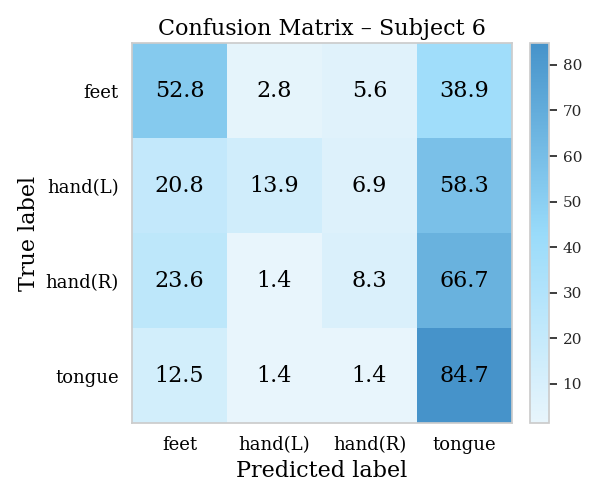 Confusion Matrix – Subject 6
True label
feet 52.8 2.8 5.6 38.9
hand(L) 20.8 13.9 6.9 58.3
hand(R) 23.6 1.4 8.3 66.7
tongue 12.5 1.4 1.4 84.7
feet hand(L) hand(R) tongue
Predicted label
80
70
60
50
40
30
20
10